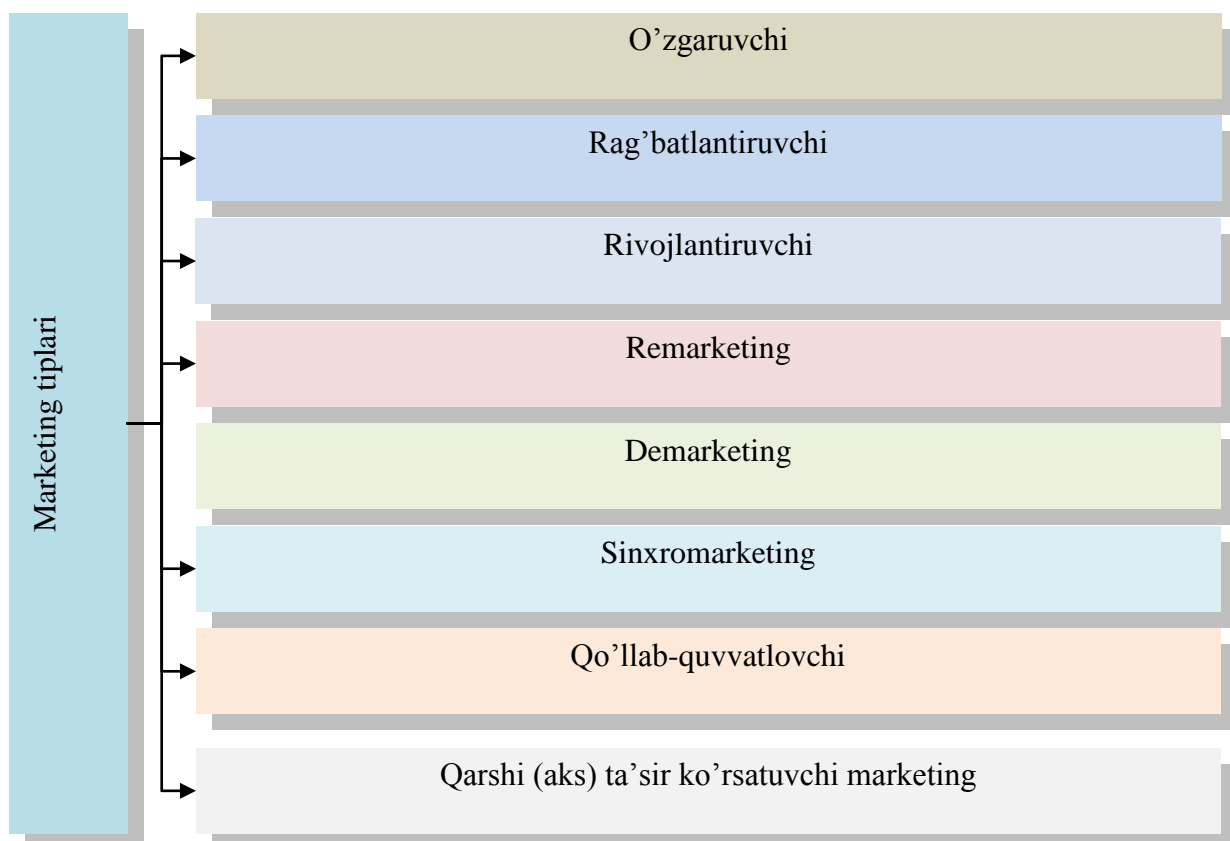 Marketing tiplari
O’zgaruvchi
Rag’batlantiruvchi
Rivojlantiruvchi
Remarketing
Demarketing
Sinxromarketing
Qo’llab-quvvatlovchi
Qarshi (aks) ta’sir ko’rsatuvchi marketing